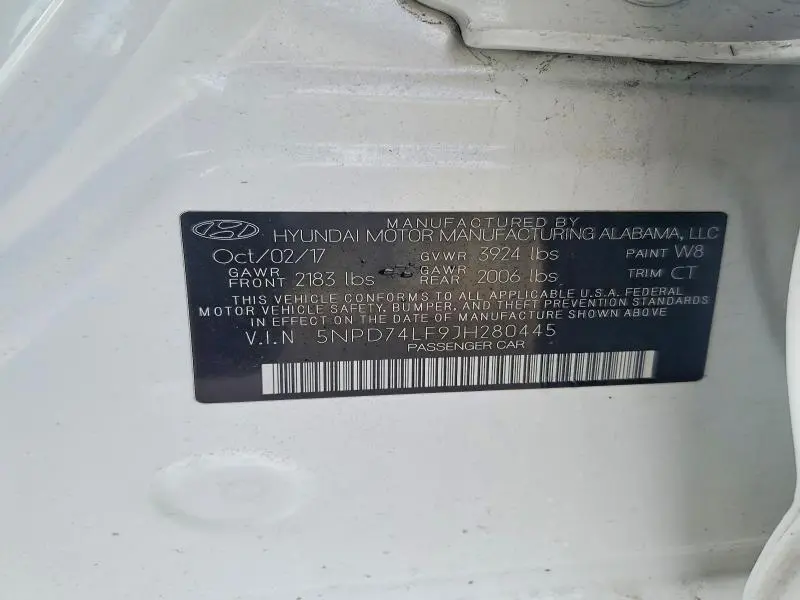 MANUFACTURED BY
HYUNDAI MOTOR MANUFACTURING ALABAMA, LLC
Oct/02/17 GVWR 3924 lbs PAINT W8
GAWR FRONT 2183 lbs GAWR REAR 2006 lbs TRIM CT
THIS VEHICLE CONFORMS TO ALL APPLICABLE U.S.A. FEDERAL
MOTOR VEHICLE SAFETY, BUMPER, AND THEFT PREVENTION STANDARDS
IN EFFECT ON THE DATE OF MANUFACTURE SHOWN ABOVE.
V.I.N 5NPD74LF9JH280445
PASSENGER CAR